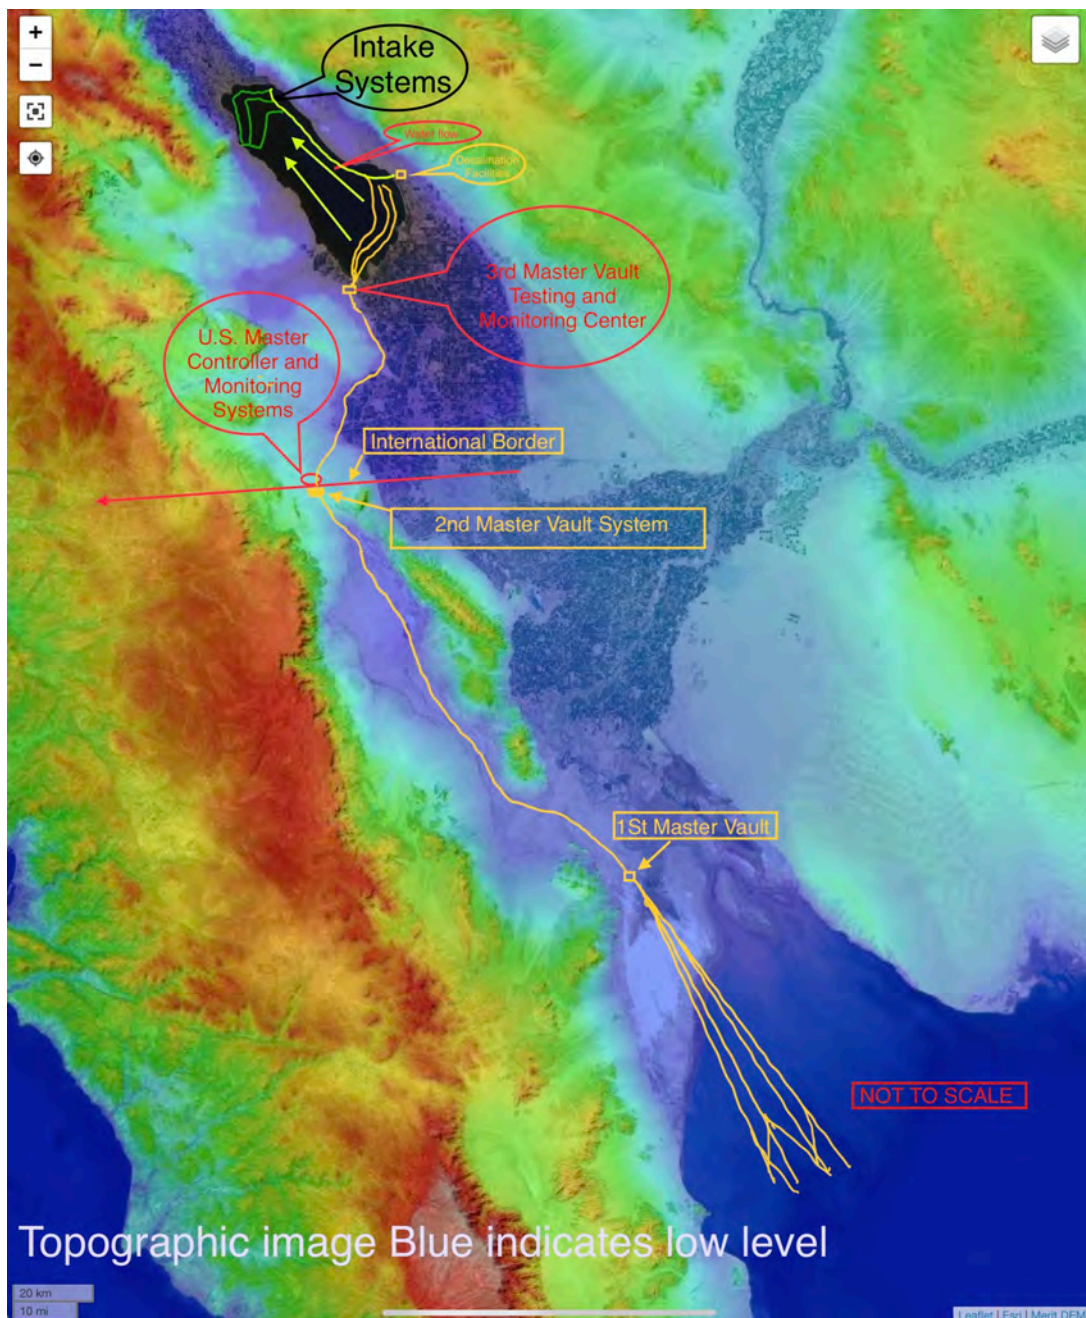 +
−
Intake
Systems
Water flow
Desalination
Facilities
3rd Master Vault
Testing and
Monitoring Center
U.S. Master
Controller and
Monitoring
Systems
International Border
2nd Master Vault System
1St Master Vault
NOT TO SCALE
Topographic image Blue indicates low level
20 km
10 mi
Leaflet | Esri | Merit DEM